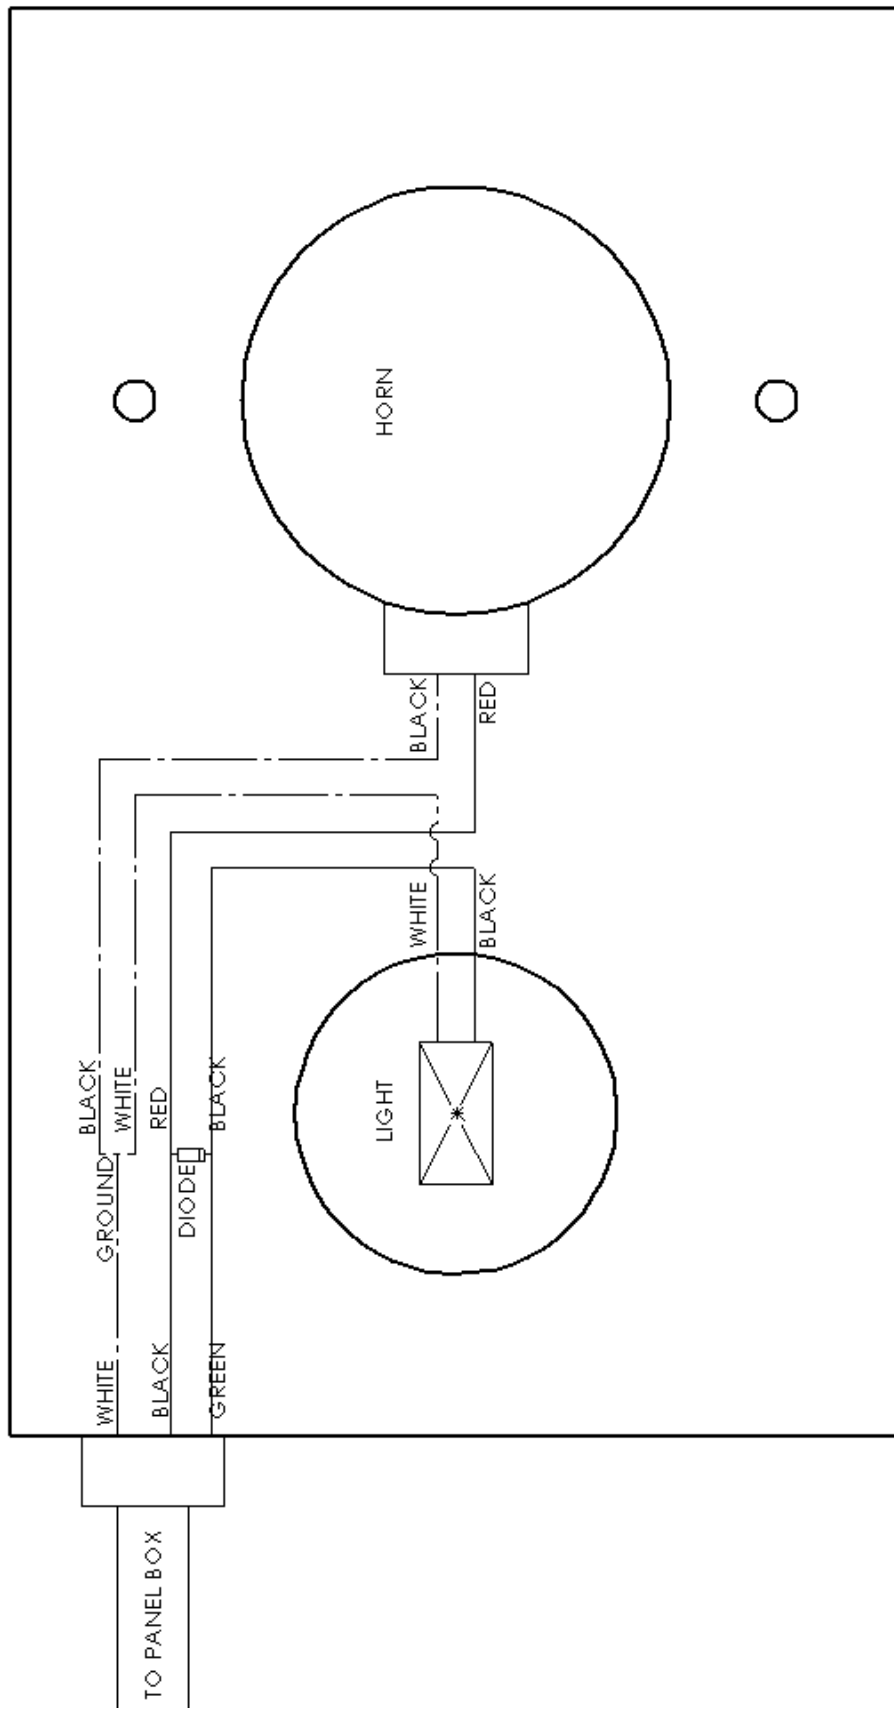 HORN
BLACK
RED
WHITE
BLACK
BLACK
WHITE
RED
BLACK
LIGHT
GROUND
DIODE
WHITE
BLACK
GREEN
TO PANEL BOX